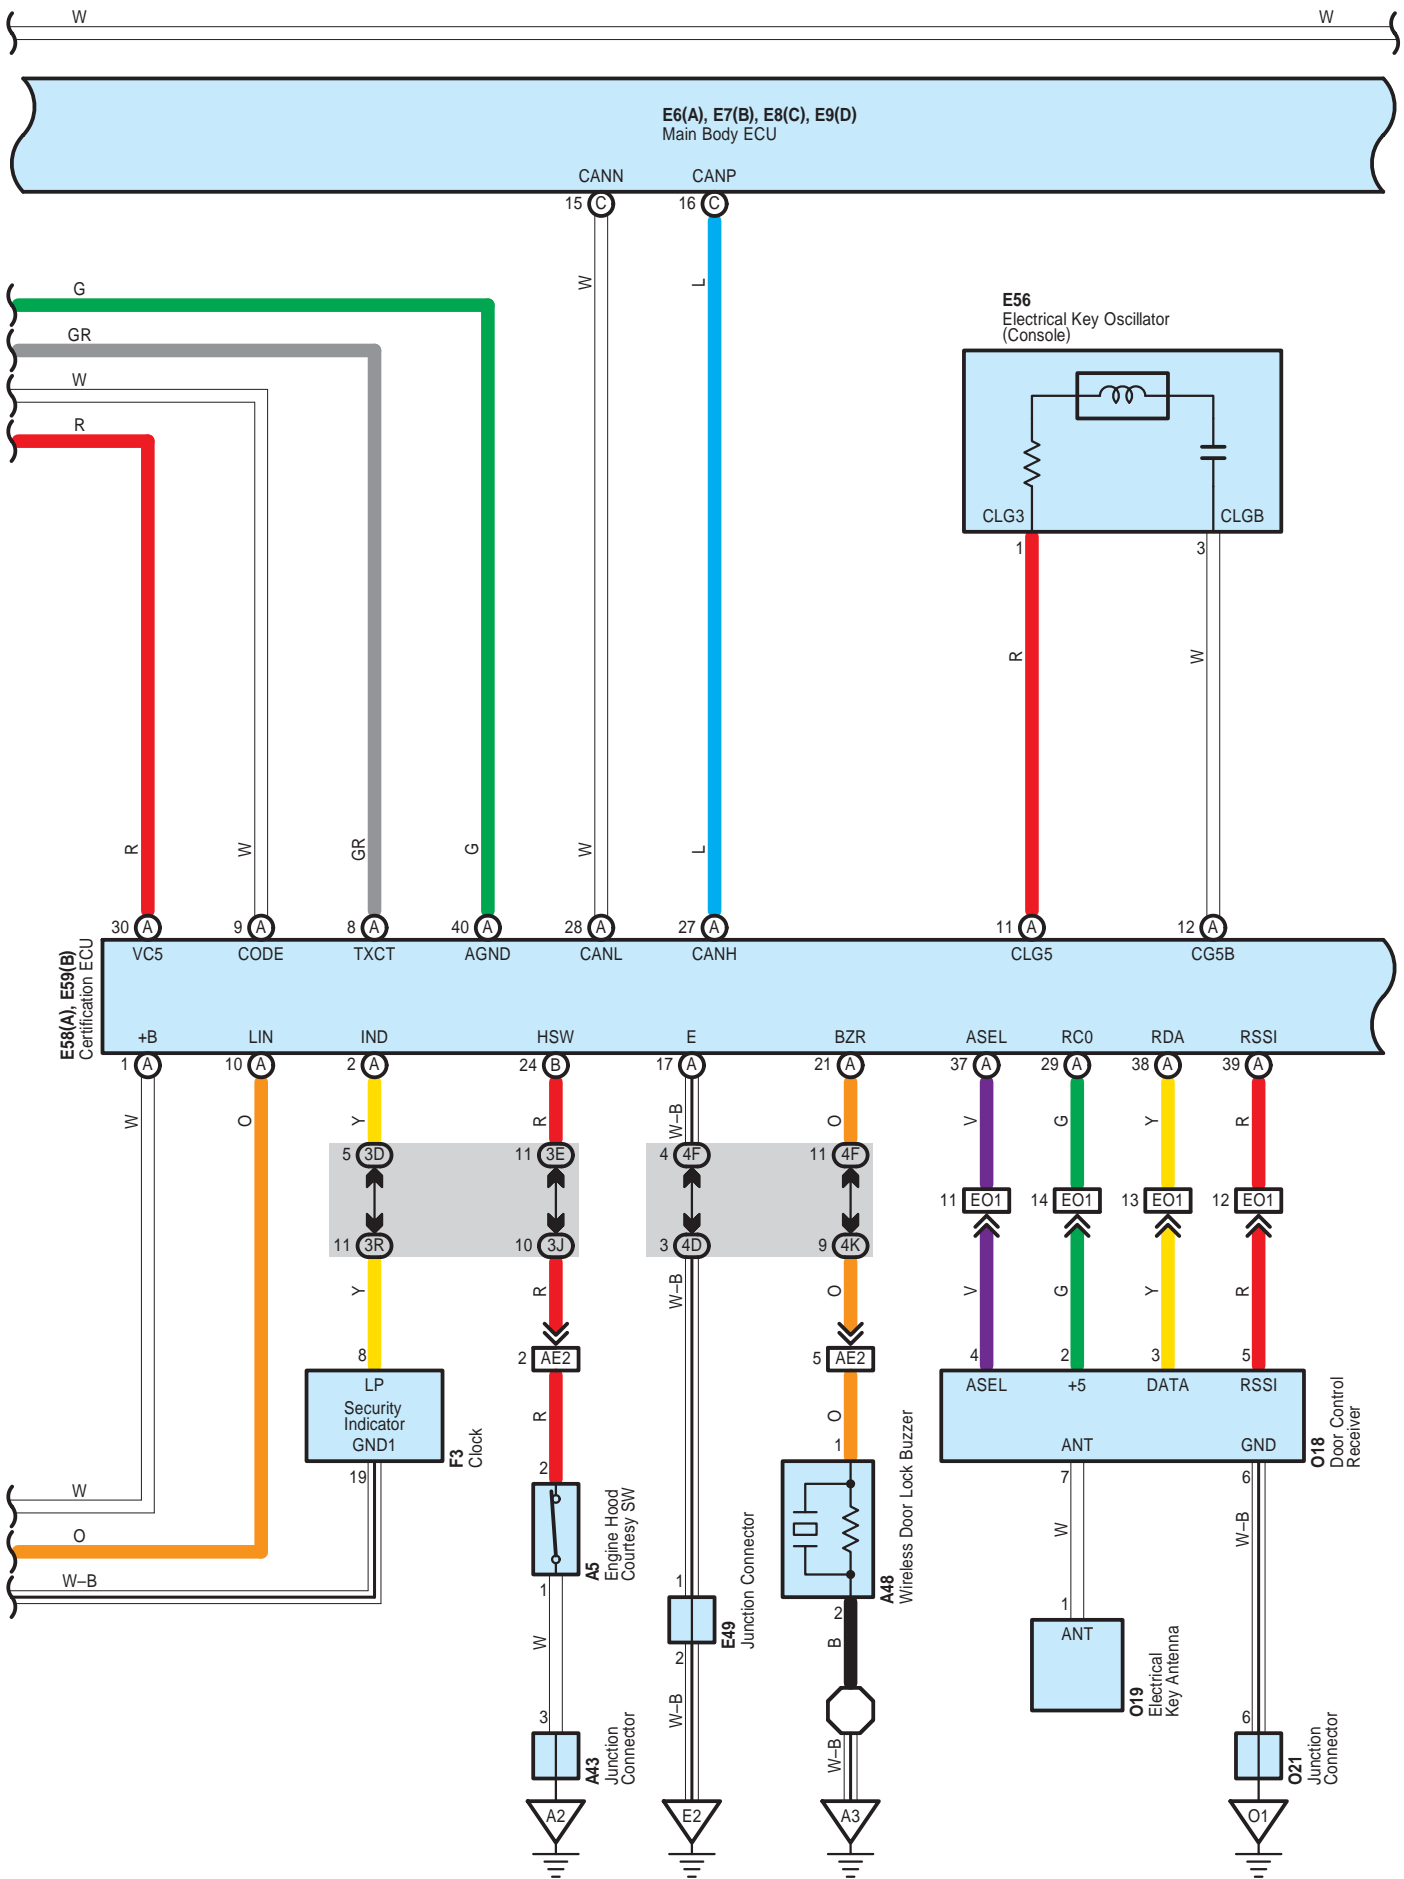 W W
E6(A), E7(B), E8(C), E9(D)
Main Body ECU
CANN CANP
15 C 16 C
W L
G
GR
W
R
E56
Electrical Key Oscillator
(Console)
CLG3 CLGB
1 3
R W
R W GR G W L
30 A 9 A 8 A 40 A 28 A 27 A 11 A 12 A
VC5 CODE TXCT AGND CANL CANH CLG5 CG5B
E58(A), E59(B)
Certification ECU
+B LIN IND HSW E BZR ASEL RC0 RDA RSSI
1 A 10 A 2 A 24 B 17 A 21 A 37 A 29 A 38 A 39 A
W O Y R W–B O V G Y R
5 3D 11 3E 4 4F 11 4F
11 EO1 14 EO1 13 EO1 12 EO1
11 3R 10 3J 3 4D 9 4K
Y R W–B O V G Y R
2 AE2 5 AE2
8 4 2 3 5
LP
Security
Indicator
GND1
F3
Clock
19
R O
ASEL +5 DATA RSSI
ANT GND
O18
Door Control
Receiver
7 6
W W–B
2 1
A5
Engine Hood
Courtesy SW
1
W
A48
Wireless Door Lock Buzzer
2
B
W
O
W–B
1
E49
Junction Connector
2
W–B
1
ANT
O19
Electrical
Key Antenna
3
A43
Junction
Connector
W–B
6
O21
Junction
Connector
A2 E2 A3 O1